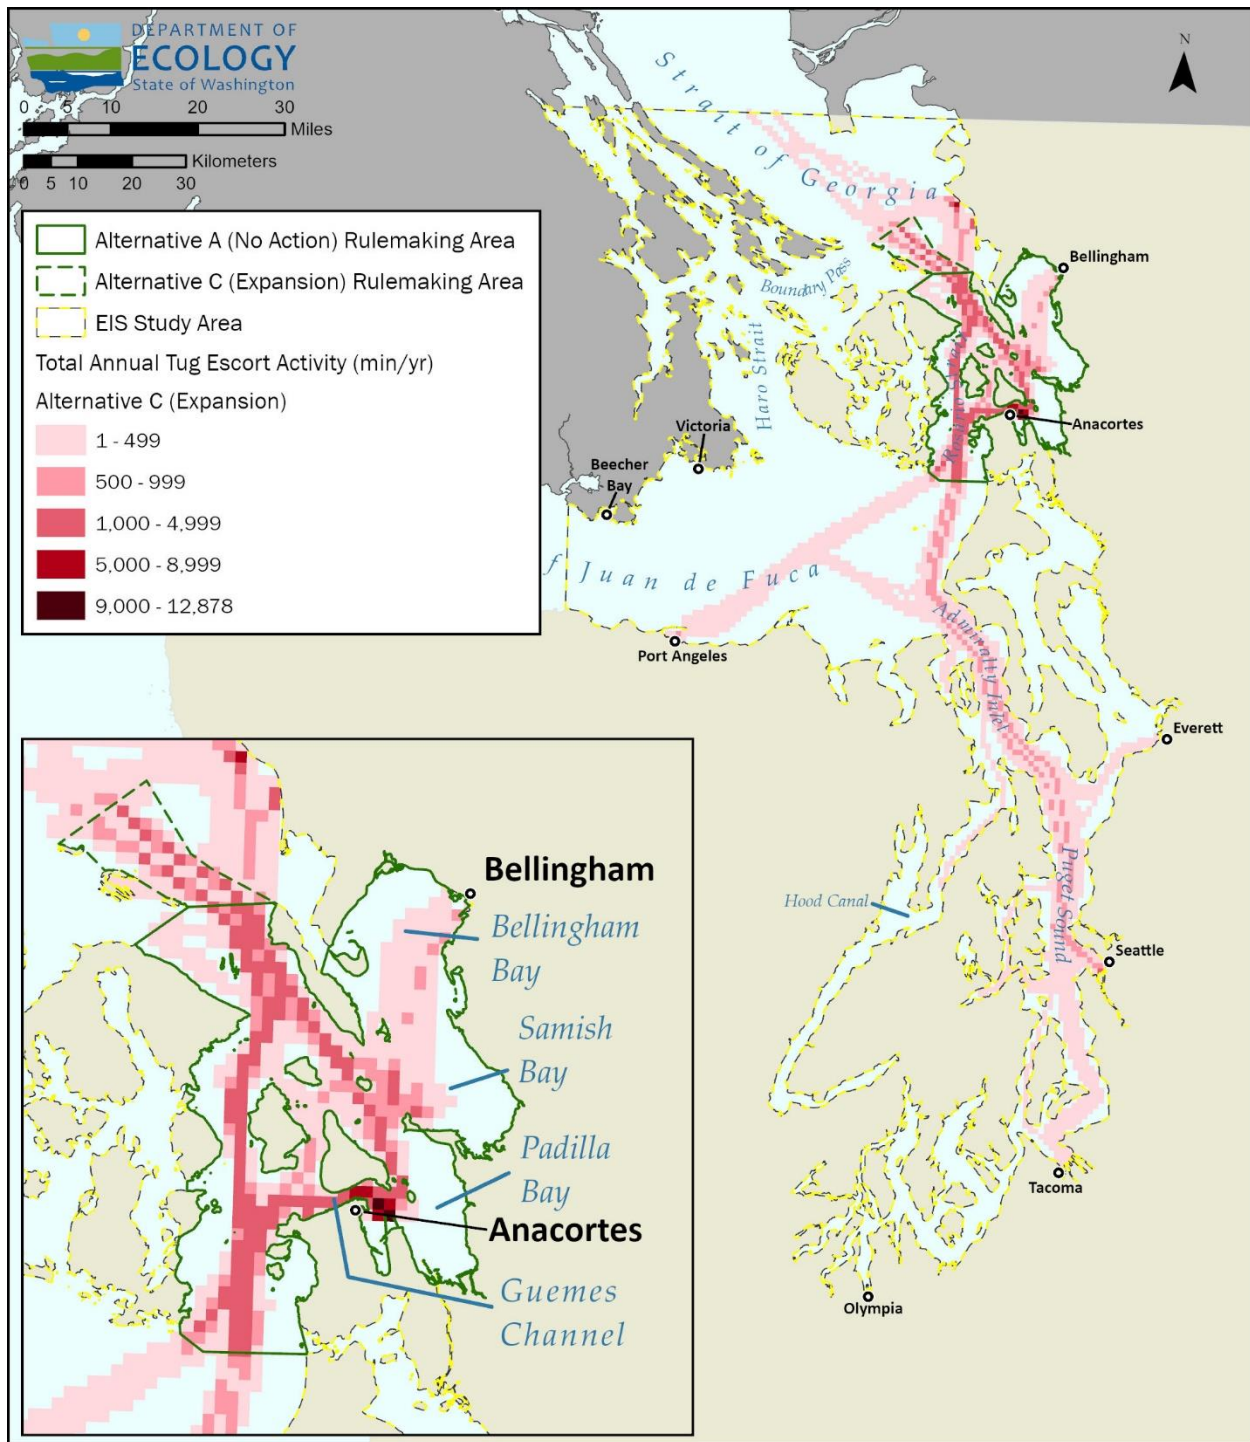 DEPARTMENT OF
ECOLOGY
State of Washington
0 5 10 20 30
Miles
Kilometers
0 5 10 20 30
N
Alternative A (No Action) Rulemaking Area
Alternative C (Expansion) Rulemaking Area
EIS Study Area
Total Annual Tug Escort Activity (min/yr)
Alternative C (Expansion)
1 - 499
500 - 999
1,000 - 4,999
5,000 - 8,999
9,000 - 12,878
Strait of Georgia
Bellingham
Boundary Pass
Haro Strait
Rosario Strait
Anacortes
Victoria
Beecher
Bay
f Juan de Fuca
Port Angeles
Admiralty Inlet
Everett
Puget Sound
Hood Canal
Seattle
Tacoma
Olympia
Bellingham
Bellingham
Bay
Samish
Bay
Padilla
Bay
Anacortes
Guemes
Channel